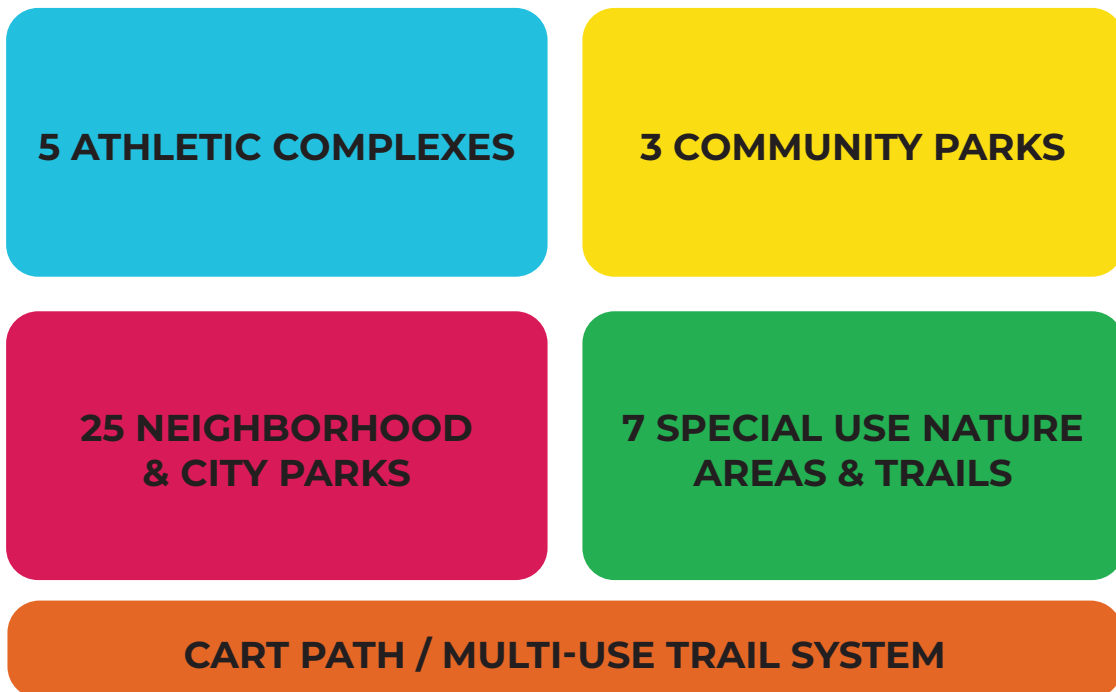 5 ATHLETIC COMPLEXES
3 COMMUNITY PARKS
25 NEIGHBORHOOD
& CITY PARKS
7 SPECIAL USE NATURE
AREAS & TRAILS
CART PATH / MULTI-USE TRAIL SYSTEM